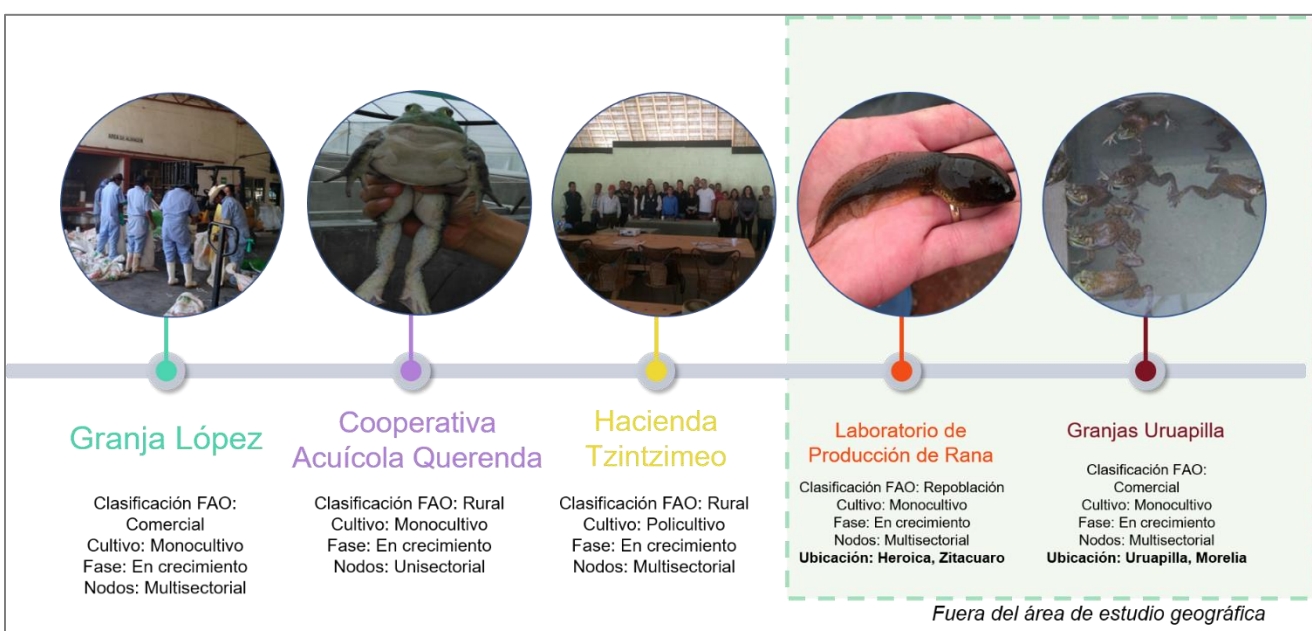 Granja López
Clasificación FAO:
Comercial
Cultivo: Monocultivo
Fase: En crecimiento
Nodos: Multisectorial
Cooperativa
Acuícola Querenda
Clasificación FAO: Rural
Cultivo: Monocultivo
Fase: En crecimiento
Nodos: Unisectorial
Hacienda
Tzintzimeo
Clasificación FAO: Rural
Cultivo: Policultivo
Fase: En crecimiento
Nodos: Multisectorial
Laboratorio de
Producción de Rana
Clasificación FAO: Repoblación
Cultivo: Monocultivo
Fase: En crecimiento
Nodos: Multisectorial
Ubicación: Heroica, Zitacuaro
Granjas Uruapilla
Clasificación FAO:
Comercial
Cultivo: Monocultivo
Fase: En crecimiento
Nodos: Multisectorial
Ubicación: Uruapilla, Morelia
Fuera del área de estudio geográfica